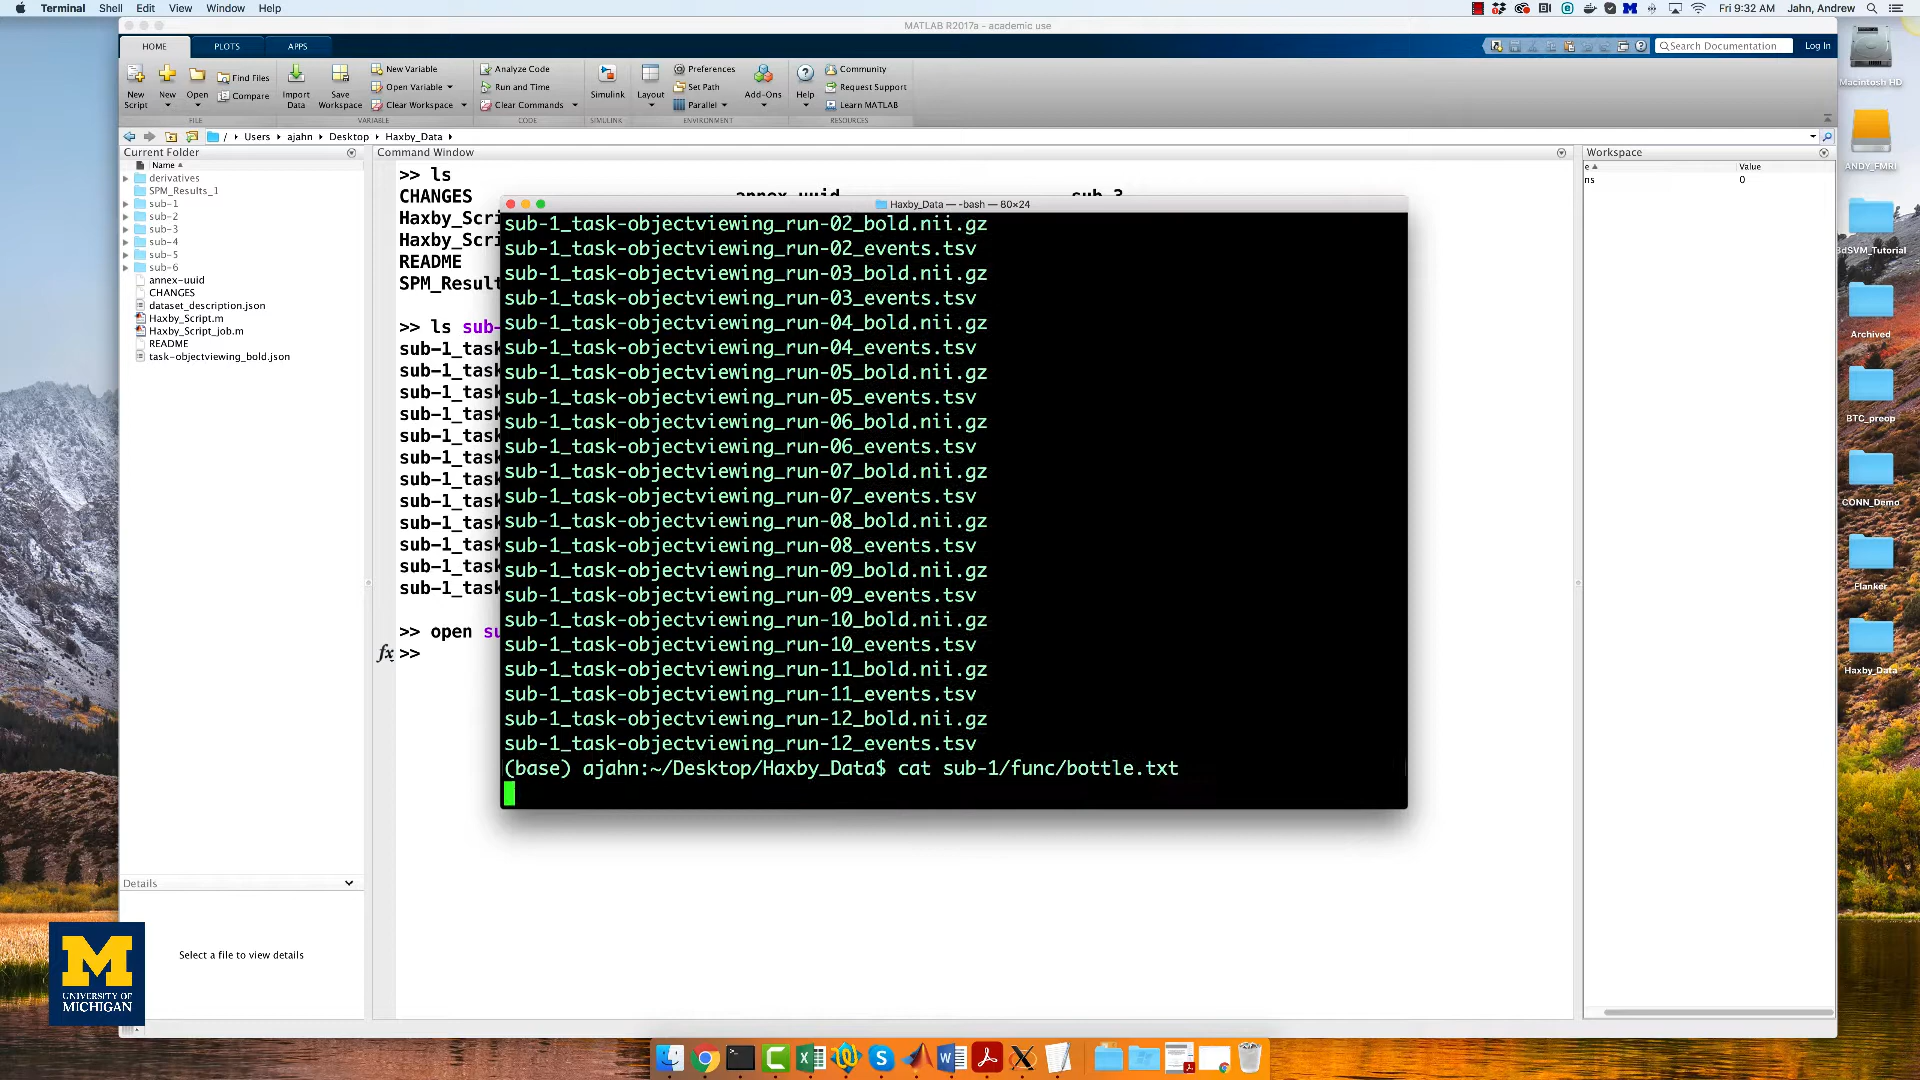 Terminal Shell Edit View Window Help
Fri 9:32 AM Jahn, Andrew
MATLAB R2017a - academic use
HOME PLOTS APPS
Search Documentation Log In
New Script
New
Open
Find Files
Compare
FILE
Import Data
Save Workspace
New Variable
Open Variable
Clear Workspace
VARIABLE
Analyze Code
Run and Time
Clear Commands
CODE
Simulink
SIMULINK
Layout
Preferences
Set Path
Parallel
ENVIRONMENT
Add-Ons
Help
Community
Request Support
Learn MATLAB
RESOURCES
/ Users ajahn Desktop Haxby_Data
Current Folder
Name
derivatives
SPM_Results_1
sub-1
sub-2
sub-3
sub-4
sub-5
sub-6
annex-uuid
CHANGES
dataset_description.json
Haxby_Script.m
Haxby_Script_job.m
README
task-objectviewing_bold.json
Details
Select a file to view details
Command Window
>> ls
CHANGES annex-uuid sub-3
Haxby_Scri
Haxby_Scri
README
SPM_Result
>> ls sub-
sub-1_task
sub-1_task
sub-1_task
sub-1_task
sub-1_task
sub-1_task
sub-1_task
sub-1_task
sub-1_task
sub-1_task
sub-1_task
sub-1_task
>> open su
fx >>
Haxby_Data — -bash — 80×24
sub-1_task-objectviewing_run-02_bold.nii.gz
sub-1_task-objectviewing_run-02_events.tsv
sub-1_task-objectviewing_run-03_bold.nii.gz
sub-1_task-objectviewing_run-03_events.tsv
sub-1_task-objectviewing_run-04_bold.nii.gz
sub-1_task-objectviewing_run-04_events.tsv
sub-1_task-objectviewing_run-05_bold.nii.gz
sub-1_task-objectviewing_run-05_events.tsv
sub-1_task-objectviewing_run-06_bold.nii.gz
sub-1_task-objectviewing_run-06_events.tsv
sub-1_task-objectviewing_run-07_bold.nii.gz
sub-1_task-objectviewing_run-07_events.tsv
sub-1_task-objectviewing_run-08_bold.nii.gz
sub-1_task-objectviewing_run-08_events.tsv
sub-1_task-objectviewing_run-09_bold.nii.gz
sub-1_task-objectviewing_run-09_events.tsv
sub-1_task-objectviewing_run-10_bold.nii.gz
sub-1_task-objectviewing_run-10_events.tsv
sub-1_task-objectviewing_run-11_bold.nii.gz
sub-1_task-objectviewing_run-11_events.tsv
sub-1_task-objectviewing_run-12_bold.nii.gz
sub-1_task-objectviewing_run-12_events.tsv
(base) ajahn:~/Desktop/Haxby_Data$ cat sub-1/func/bottle.txt
Workspace
Value
ns 0
Macintosh HD
ANDY_FMRI
BdSVM_Tutorial
Archived
BTC_preop
CONN_Demo
Flanker
Haxby_Data
M
UNIVERSITY OF
MICHIGAN